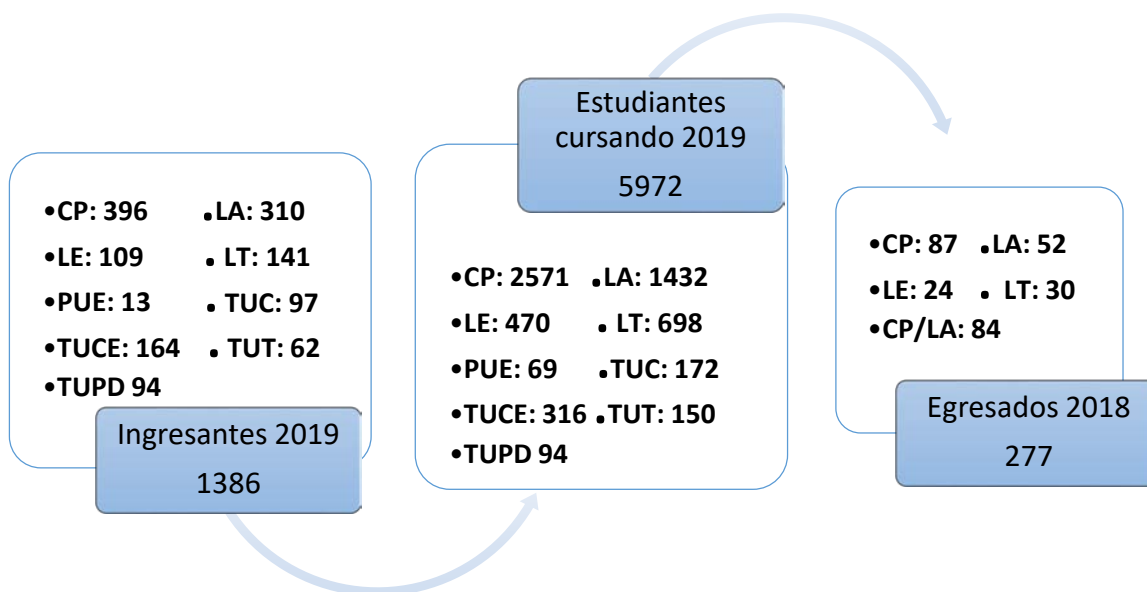 •CP: 396 .LA: 310
•LE: 109 . LT: 141
•PUE: 13 . TUC: 97
•TUCE: 164 . TUT: 62
•TUPD 94
Ingresantes 2019
1386
Estudiantes
cursando 2019
5972
•CP: 2571 .LA: 1432
•LE: 470 . LT: 698
•PUE: 69 .TUC: 172
•TUCE: 316 .TUT: 150
•TUPD 94
•CP: 87 .LA: 52
•LE: 24 . LT: 30
•CP/LA: 84
Egresados 2018
277